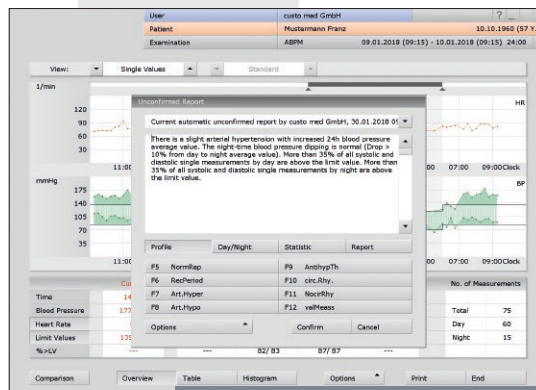 User custo med GmbH ? _
Patient Mustermann Franz 10.10.1960 (57 Y.
Examination ABPM 09.01.2018 (09:15) - 10.01.2018 (09:15) 24:00
View: Single Values Standard
1/min
HR
120
90
60
30
11:00
07:00 09:00Clock
mmHg
BP
175
140
105
70
35
11:00
07:00 09:00Clock
Unconfirmed Report
Current automatic unconfirmed report by custo med GmbH, 30.01.2018
There is a slight arterial hypertension with increased 24h blood pressure
average value. The night-time blood pressure dipping is normal (Drop >
10% from day to night average value). More than 35% of all systolic and
diastolic single measurements by day are above the limit value. More than
35% of all systolic and diastolic single measurements by night are above
the limit value.
Profile Day/Night Statistic Report
F5 NormRep F9 AntihypTh
F6 RecPeriod F10 circ.Rhy.
F7 Art.Hyper F11 NocirRhy
F8 Art.Hypo F12 valMeass
Options Confirm Cancel
No. of Measurements
Time
Blood Pressure 177 Total 75
Heart Rate Day 60
Limit Values 135 Night 15
%>LV --- --- 82/ 83 87/ 87 ---
Comparison Overview Table Histogram Options Print End